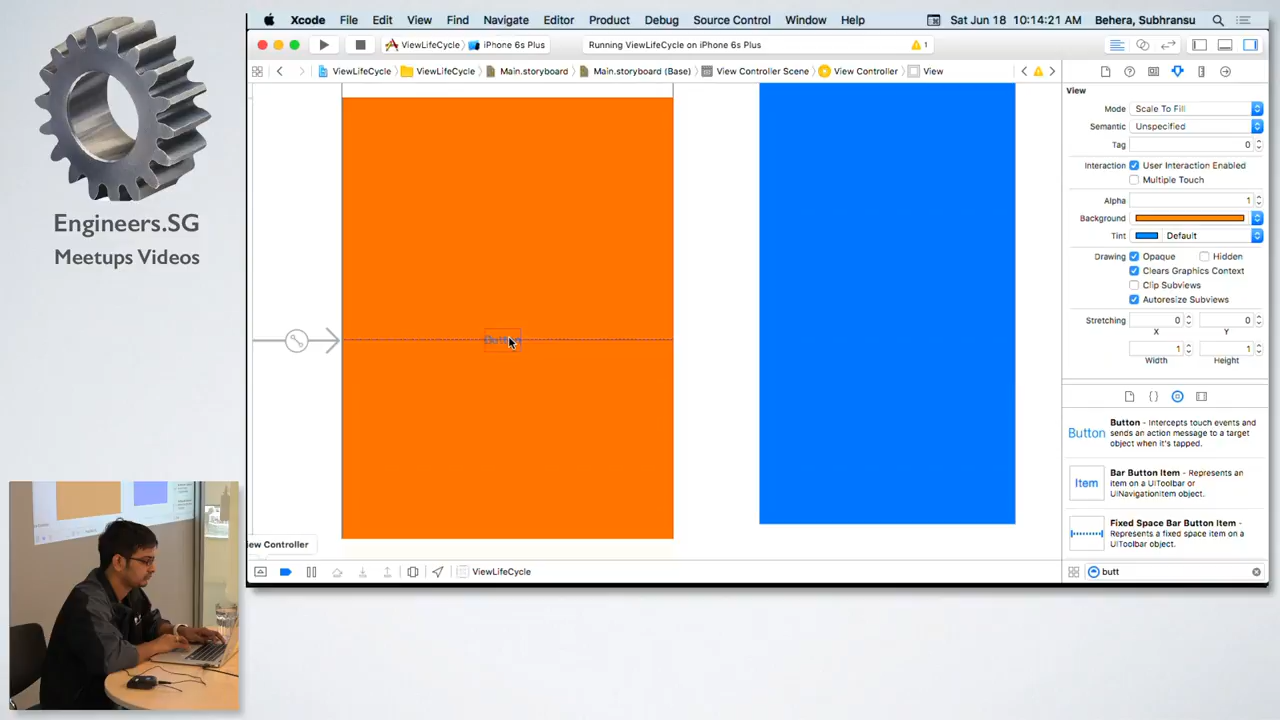 Xcode File Edit View Find Navigate Editor Product Debug Source Control Window Help Sat Jun 18 10:14:21 AM Behera, Subhransu
ViewLifeCycle iPhone 6s Plus Running ViewLifeCycle on iPhone 6s Plus 1
ViewLifeCycle ViewLifeCycle Main.storyboard Main.storyboard (Base) View Controller Scene View Controller View
Engineers.SG
Meetups Videos
Button
View Controller
ViewLifeCycle
View
Mode Scale To Fill
Semantic Unspecified
Tag 0
Interaction User Interaction Enabled
Multiple Touch
Alpha 1
Background
Tint Default
Drawing Opaque Hidden
Clears Graphics Context
Clip Subviews
Autoresize Subviews
Stretching 0 0
X Y
1 1
Width Height
Button
Button - Intercepts touch events and
sends an action message to a target
object when it's tapped.
Item
Bar Button Item - Represents an
item on a UIToolbar or
UINavigationItem object.
Fixed Space Bar Button Item -
Represents a fixed space item on a
UIToolbar object.
butt